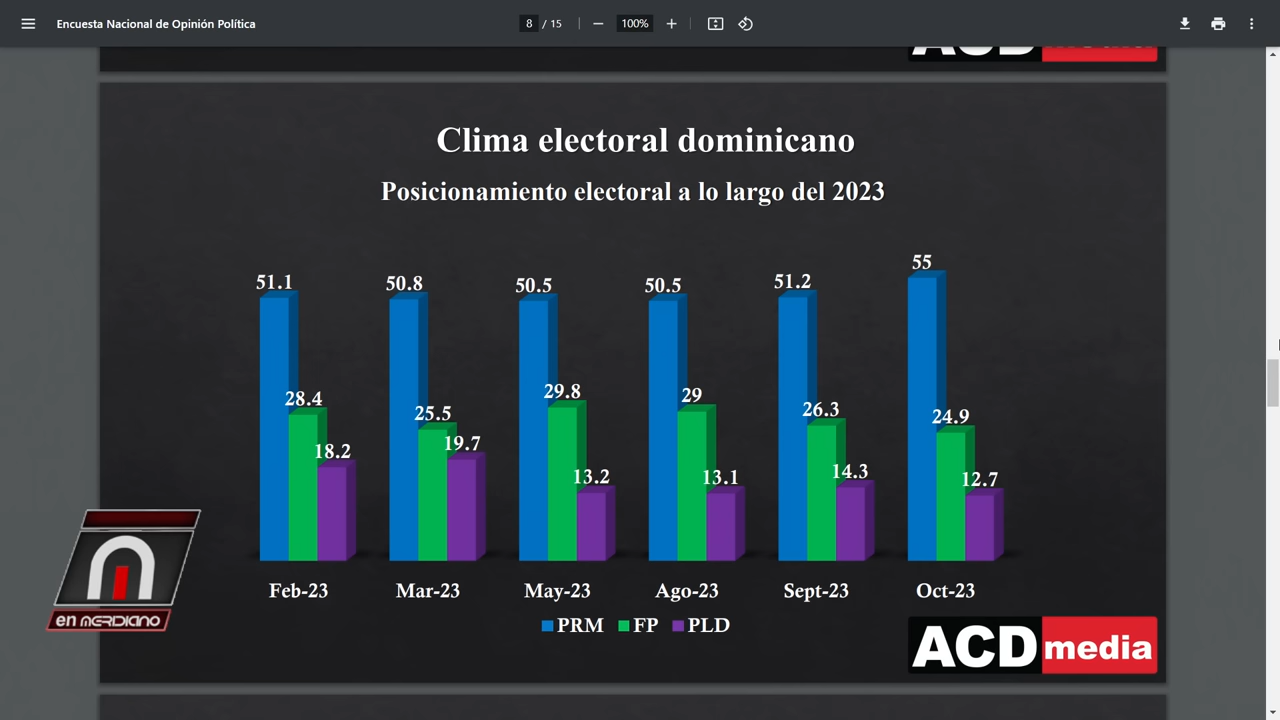 Encuesta Nacional de Opinión Política
8 / 15
100%
ACDmedia
Clima electoral dominicano
Posicionamiento electoral a lo largo del 2023
51.1 50.8 50.5 50.5 51.2 55
28.4 25.5 29.8 29 26.3 24.9
18.2 19.7 13.2 13.1 14.3 12.7
Feb-23 Mar-23 May-23 Ago-23 Sept-23 Oct-23
PRM FP PLD
en MERDIANO
ACDmedia